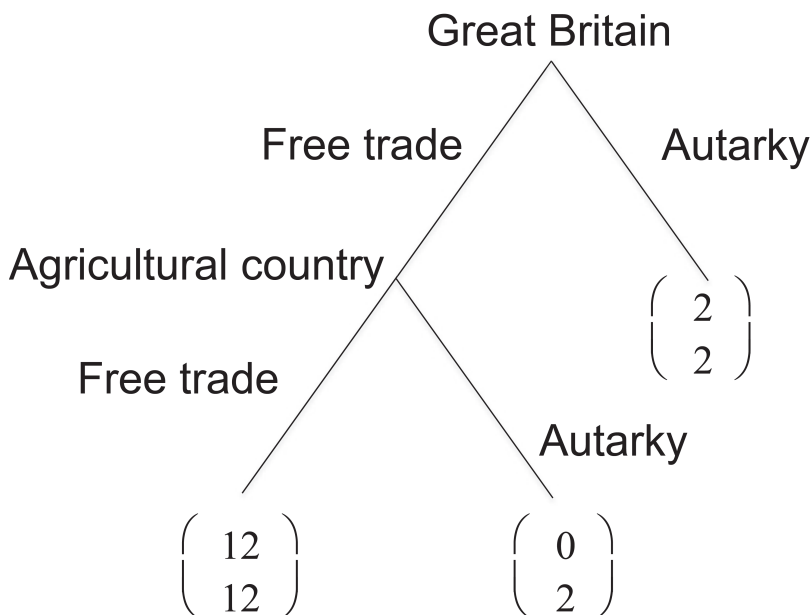 Great Britain
Free trade
Autarky
Agricultural country
2
2
Free trade
Autarky
12
12
0
2